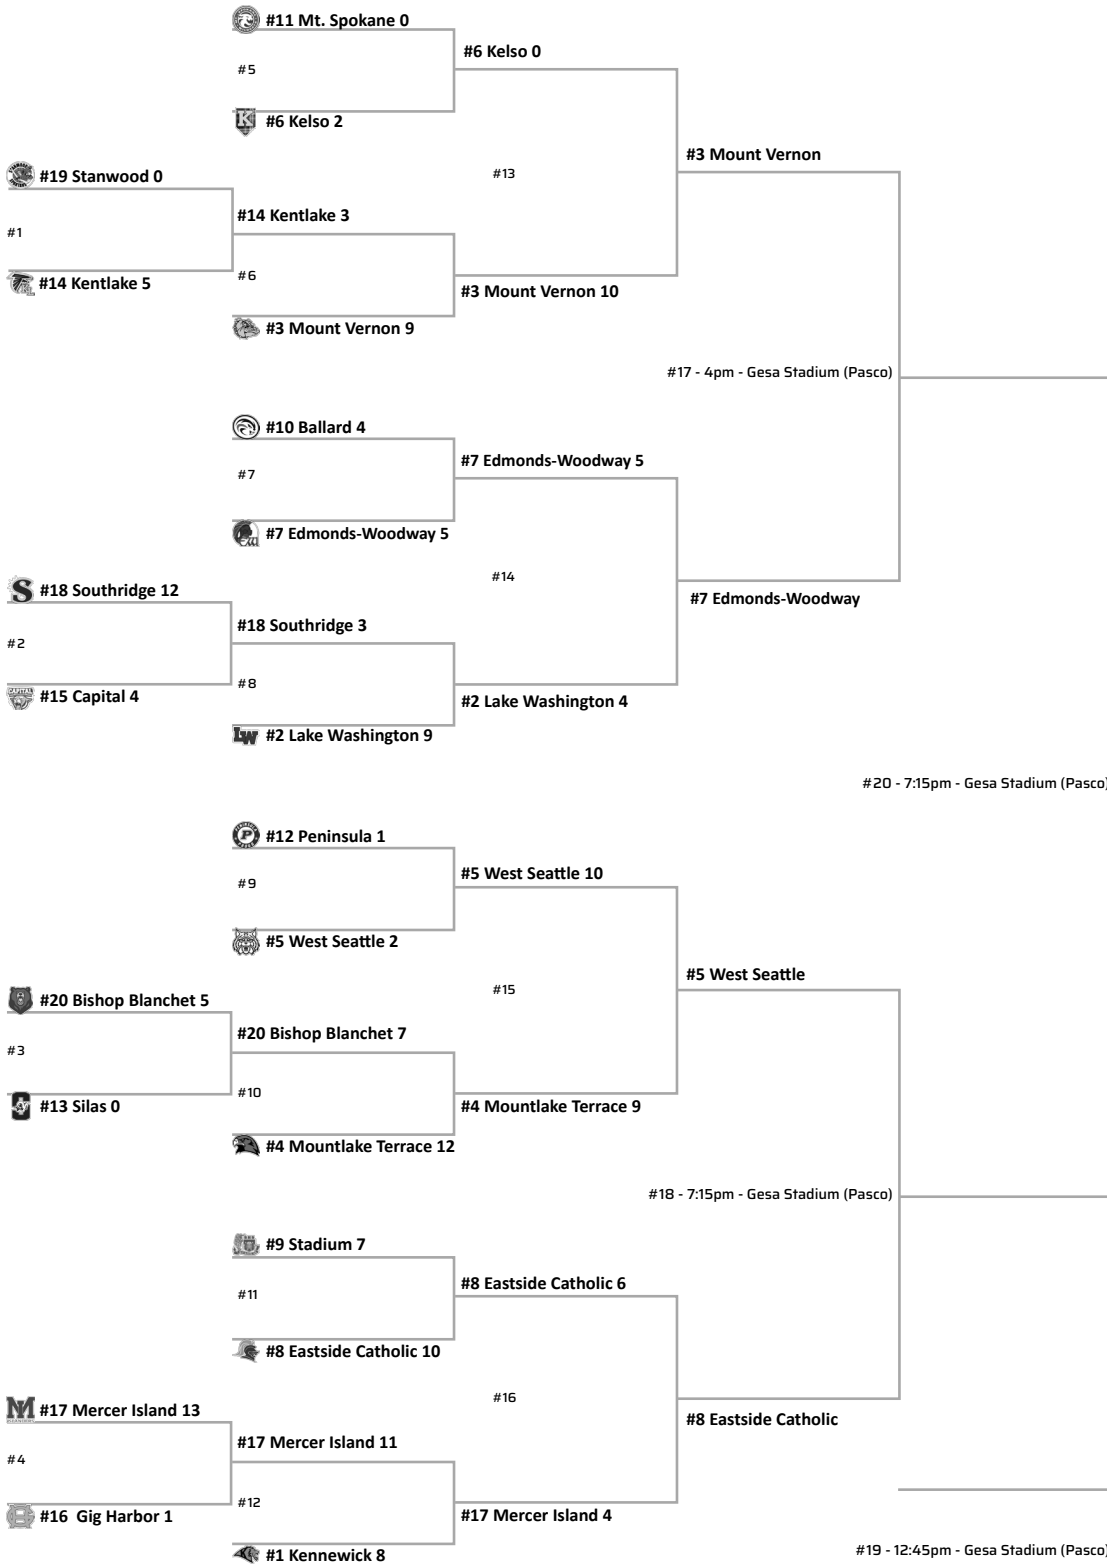 #11 Mt. Spokane 0
#6 Kelso 0
#5
#6 Kelso 2
#3 Mount Vernon
#13
#19 Stanwood 0
#14 Kentlake 3
#1
#6
#14 Kentlake 5
#3 Mount Vernon 10
#3 Mount Vernon 9
#17 - 4pm - Gesa Stadium (Pasco)
#10 Ballard 4
#7 Edmonds-Woodway 5
#7
#7 Edmonds-Woodway 5
#14
#18 Southridge 12
#7 Edmonds-Woodway
#18 Southridge 3
#2
#8
#15 Capital 4
#2 Lake Washington 4
LW
#2 Lake Washington 9
#20 - 7:15pm - Gesa Stadium (Pasco)
#12 Peninsula 1
#5 West Seattle 10
#9
#5 West Seattle 2
#5 West Seattle
#15
#20 Bishop Blanchet 5
#20 Bishop Blanchet 7
#3
#10
#13 Silas 0
#4 Mountlake Terrace 9
#4 Mountlake Terrace 12
#18 - 7:15pm - Gesa Stadium (Pasco)
#9 Stadium 7
#8 Eastside Catholic 6
#11
#8 Eastside Catholic 10
#16
#17 Mercer Island 13
#8 Eastside Catholic
#17 Mercer Island 11
#4
#12
#16 Gig Harbor 1
#17 Mercer Island 4
#1 Kennewick 8
#19 - 12:45pm - Gesa Stadium (Pasco)